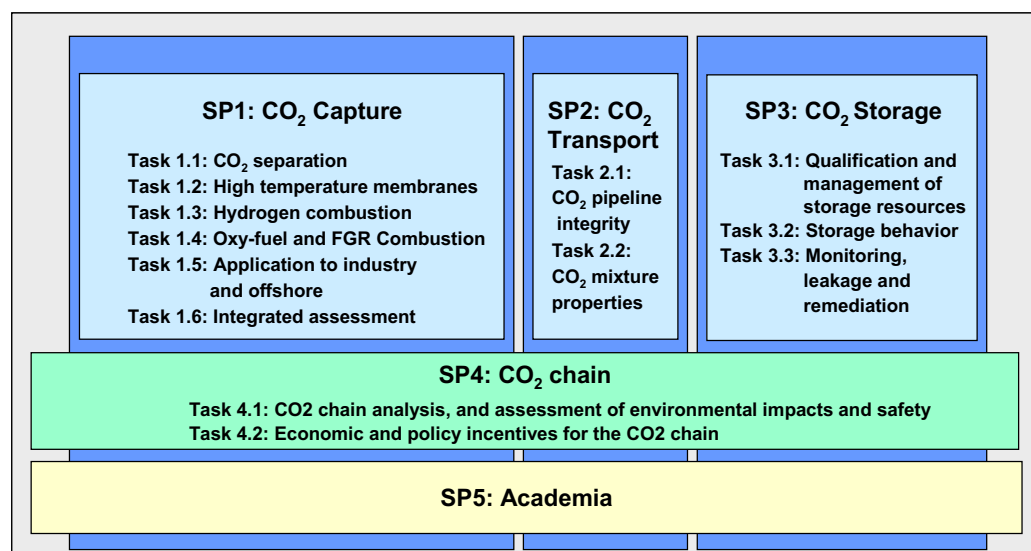 SP1: CO₂ Capture
Task 1.1: CO₂ separation
Task 1.2: High temperature membranes
Task 1.3: Hydrogen combustion
Task 1.4: Oxy-fuel and FGR Combustion
Task 1.5: Application to industry
and offshore
Task 1.6: Integrated assessment
SP2: CO₂
Transport
Task 2.1:
CO₂ pipeline
integrity
Task 2.2:
CO₂ mixture
properties
SP3: CO₂ Storage
Task 3.1: Qualification and
management of
storage resources
Task 3.2: Storage behavior
Task 3.3: Monitoring,
leakage and
remediation
SP4: CO₂ chain
Task 4.1: CO2 chain analysis, and assessment of environmental impacts and safety
Task 4.2: Economic and policy incentives for the CO2 chain
SP5: Academia